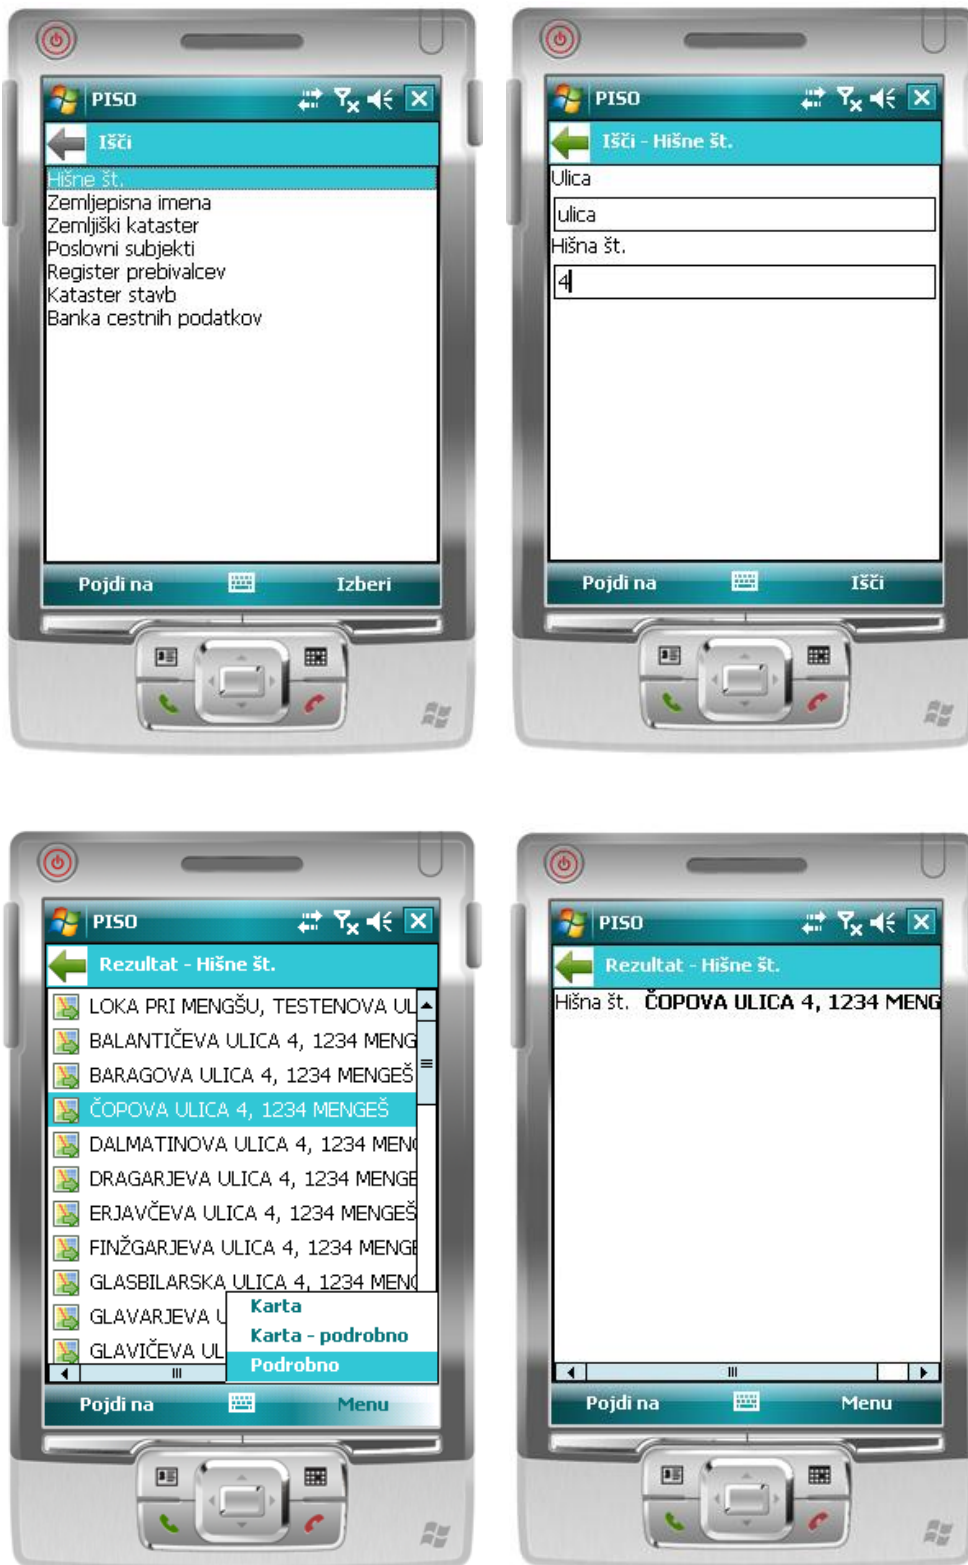 PISO
Išči
Hišne št.
Zemljepisna imena
Zemljiški kataster
Poslovni subjekti
Register prebivalcev
Kataster stavb
Banka cestnih podatkov
Pojdi na
Izberi
PISO
Išči - Hišne št.
Ulica
ulica
Hišna št.
4
Pojdi na
Išči
PISO
Rezultat - Hišne št.
LOKA PRI MENGŠU, TESTENOVA UL
BALANTIČEVA ULICA 4, 1234 MENG
BARAGOVA ULICA 4, 1234 MENGEŠ
ČOPOVA ULICA 4, 1234 MENGEŠ
DALMATINOVA ULICA 4, 1234 MENG
DRAGARJEVA ULICA 4, 1234 MENGE
ERJAVČEVA ULICA 4, 1234 MENGEŠ
FINŽGARJEVA ULICA 4, 1234 MENGE
GLASBILARSKA ULICA 4, 1234 MENG
GLAVARJEVA U
GLAVIČEVA UL
Karta
Karta - podrobno
Podrobno
Pojdi na
Menu
PISO
Rezultat - Hišne št.
Hišna št. ČOPOVA ULICA 4, 1234 MENG
Pojdi na
Menu